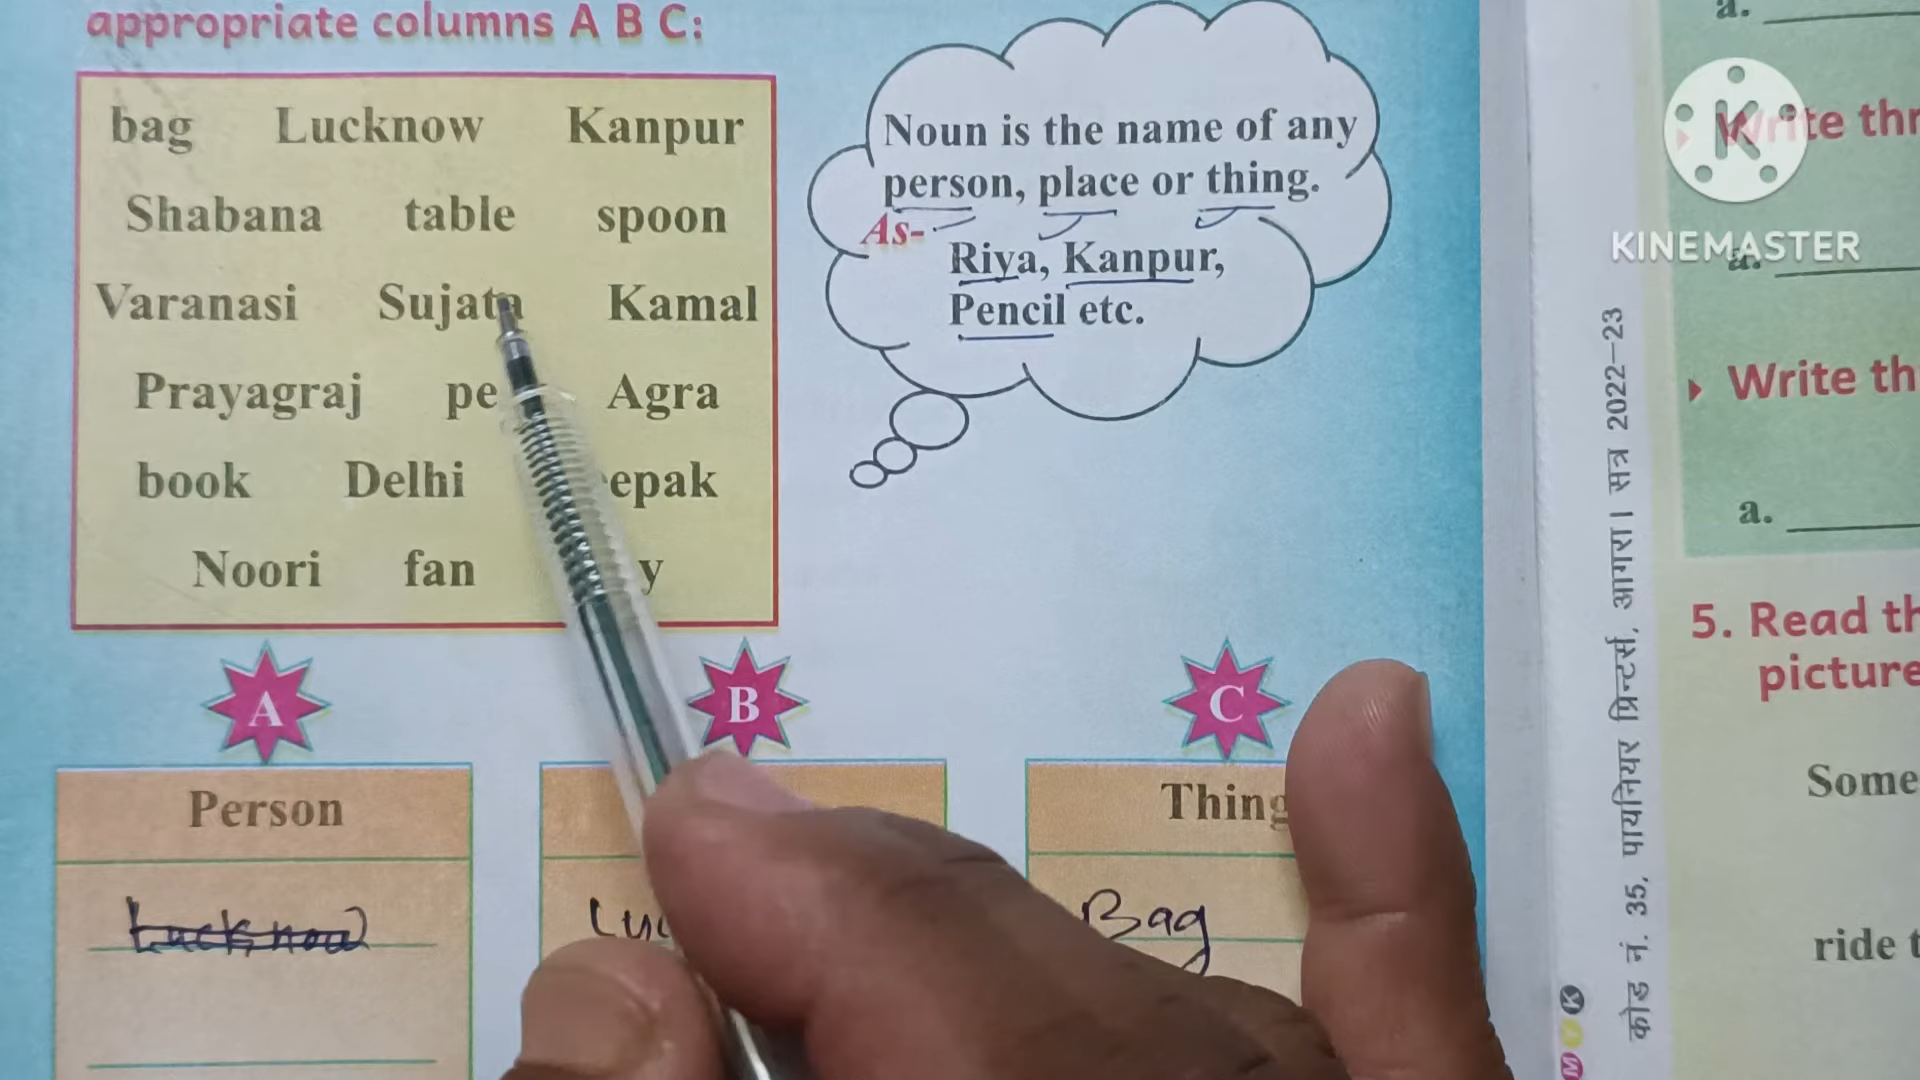 appropriate columns A B C:
bag Lucknow Kanpur
Shabana table spoon
Varanasi Sujata Kamal
Prayagraj Agra
book Delhi
Noori fan
Noun is the name of any
person, place or thing.
As-
Riya, Kanpur,
Pencil etc.
A
B
C
Person
Thing
Lucknow
Bag
a.
Write
KINEMASTER
a.
Write
a.
5. Read
picture
Some
ride
कोड नं. 35, पायनियर प्रिन्टर्स, आगरा। सत्र 2022-23
K
Y
M